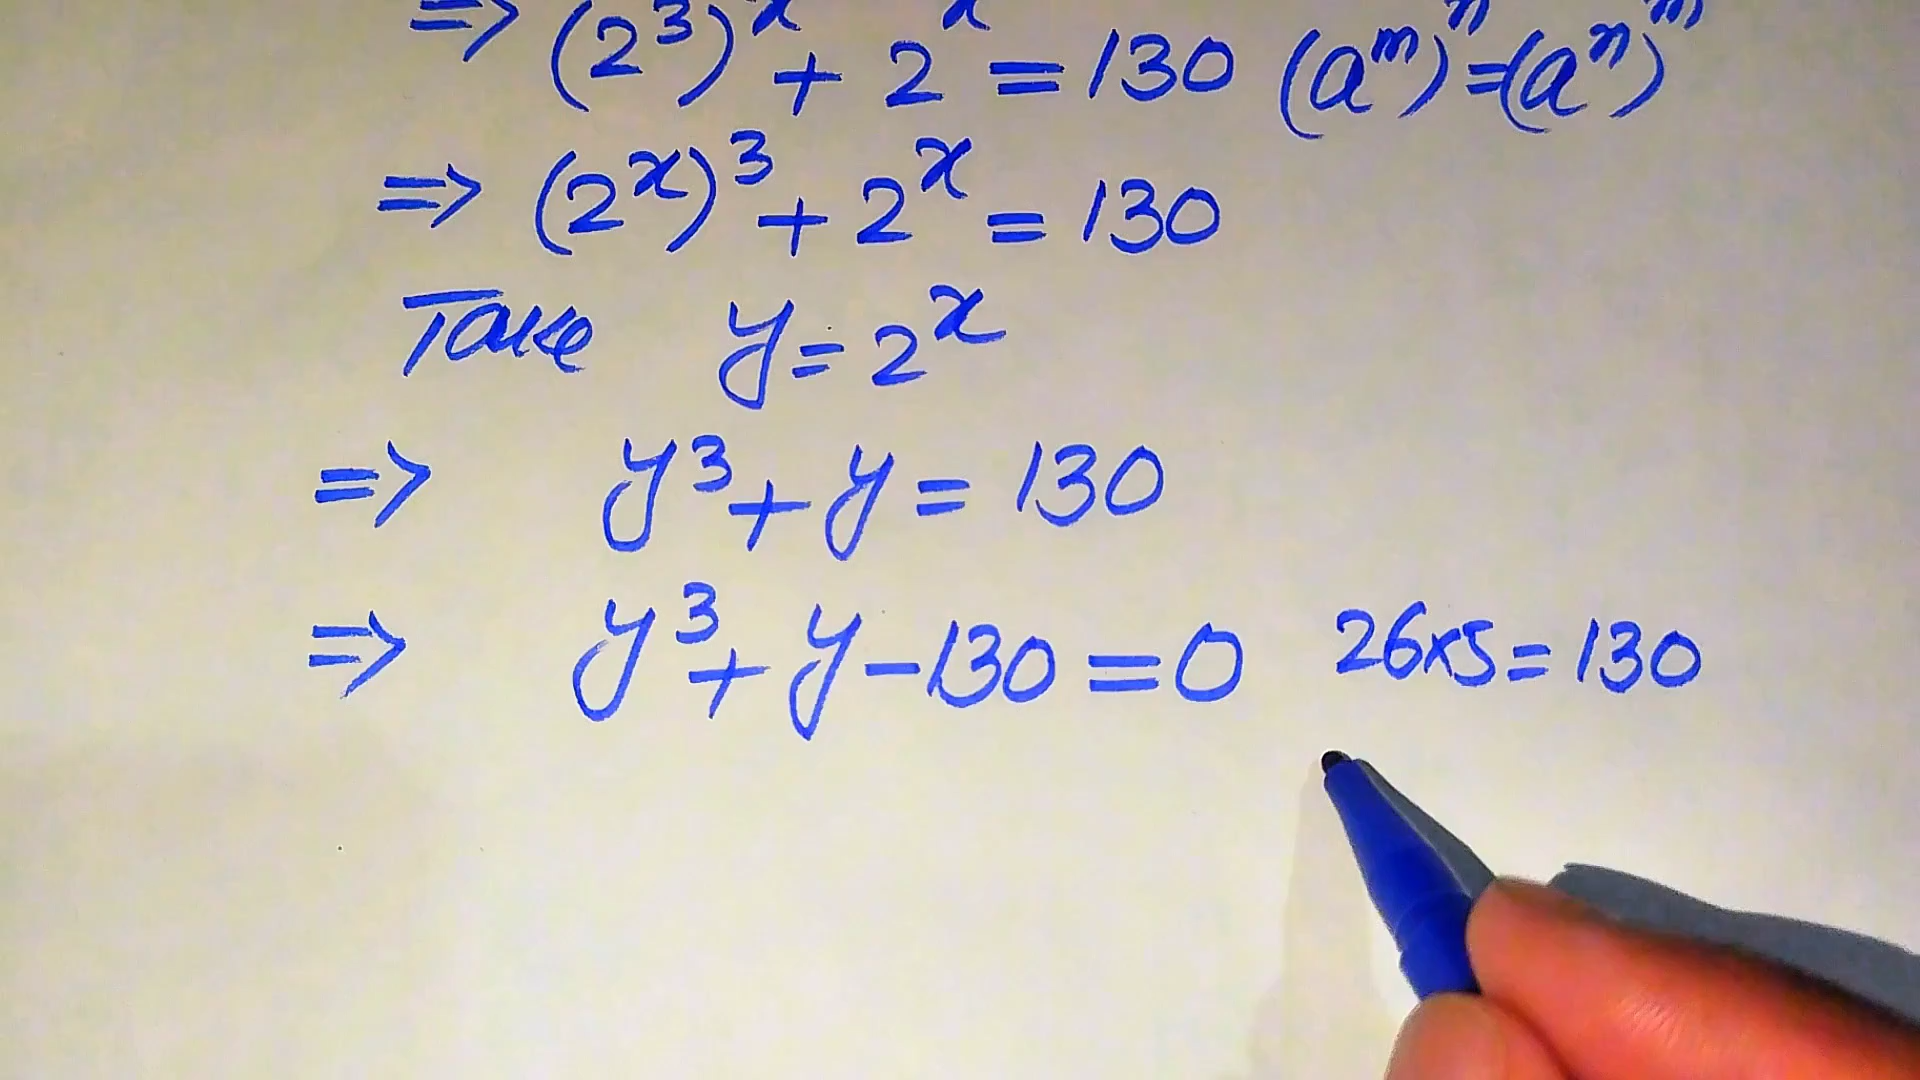 => (2³)ˣ + 2ˣ = 130 (aᵐ)ⁿ = (aⁿ)ᵐ
=> (2ˣ)³ + 2ˣ = 130
Take y = 2ˣ
=> y³ + y = 130
=> y³ + y - 130 = 0 26×5 = 130